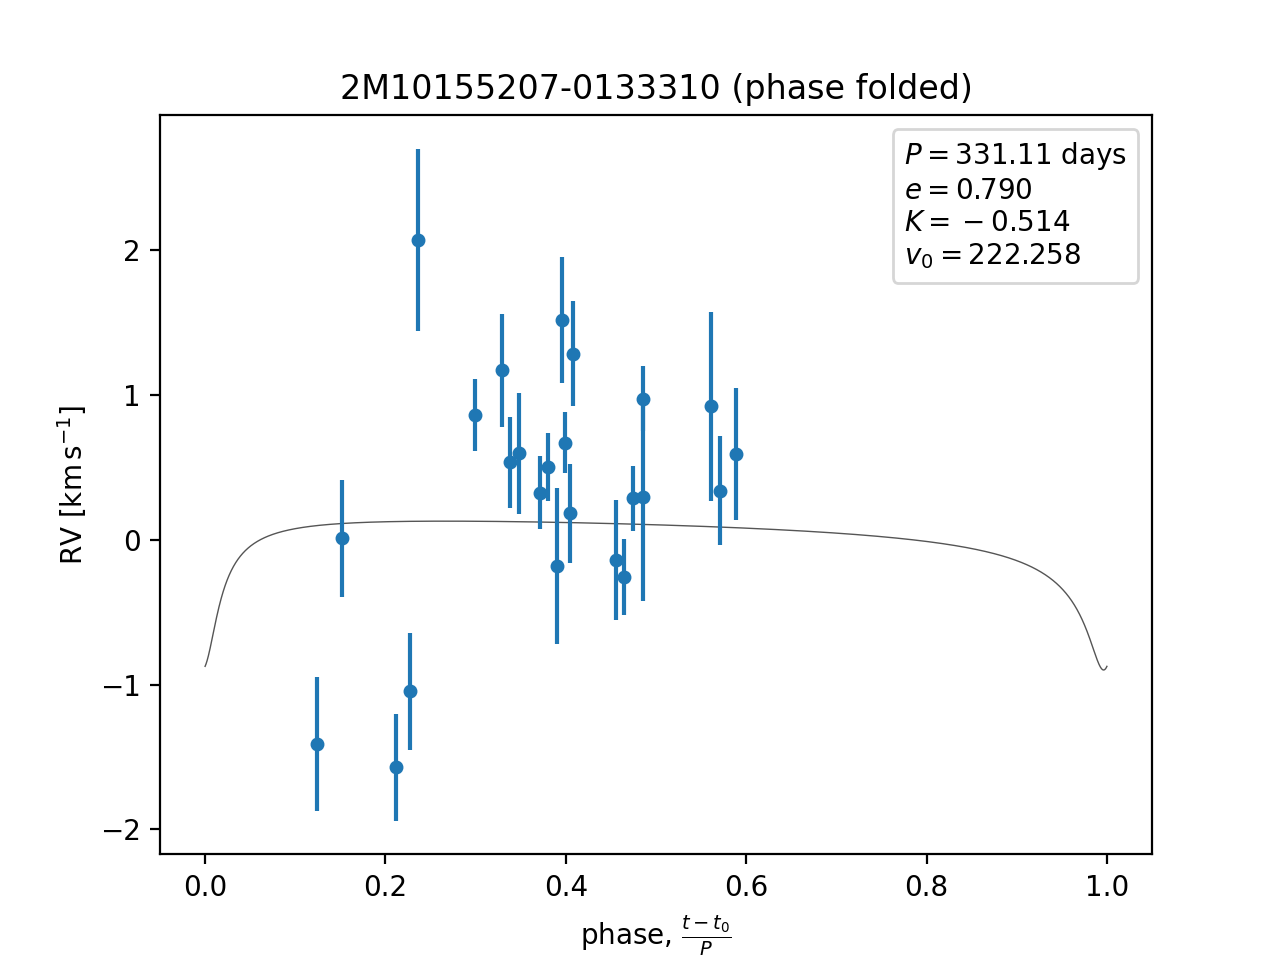 2M10155207-0133310 (phase folded)
P = 331.11 days
e = 0.790
K = −0.514
v₀ = 222.258
RV [km s⁻¹]
2
1
0
−1
−2
0.0 0.2 0.4 0.6 0.8 1.0
phase, (t − t₀)/P